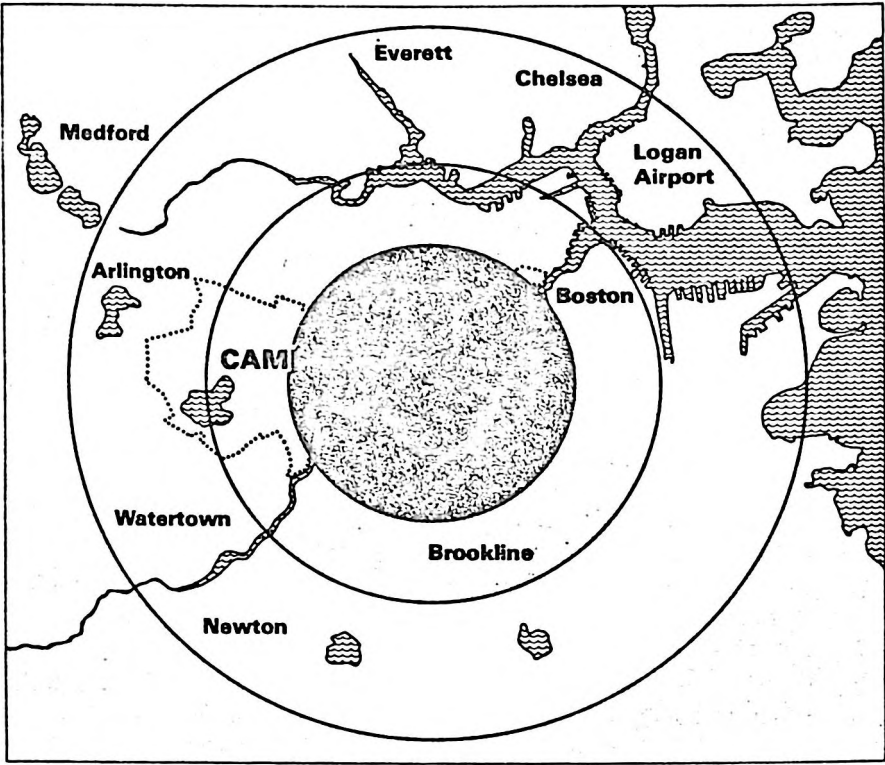 Everett
Chelsea
Medford
Logan
Airport
Arlington
Boston
CAM
Watertown
Brookline
Newton